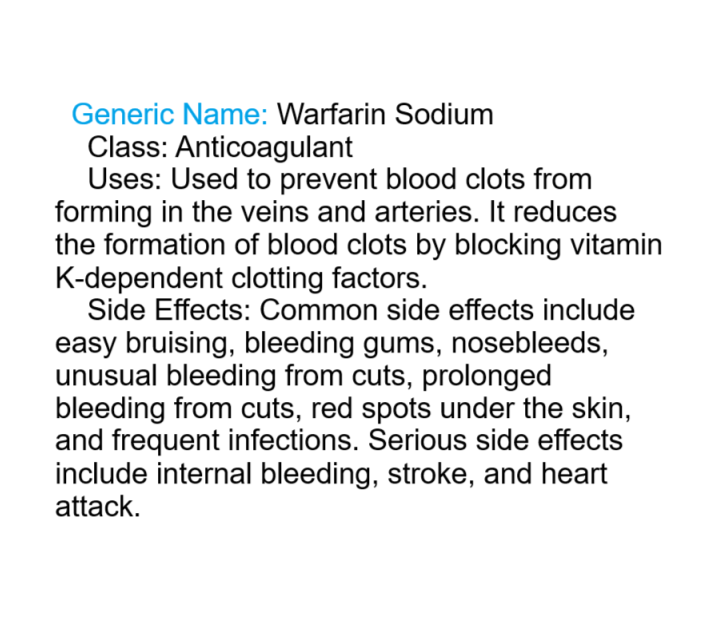 Generic Name: Warfarin Sodium
Class: Anticoagulant
Uses: Used to prevent blood clots from
forming in the veins and arteries. It reduces
the formation of blood clots by blocking vitamin
K-dependent clotting factors.
Side Effects: Common side effects include
easy bruising, bleeding gums, nosebleeds,
unusual bleeding from cuts, prolonged
bleeding from cuts, red spots under the skin,
and frequent infections. Serious side effects
include internal bleeding, stroke, and heart
attack.